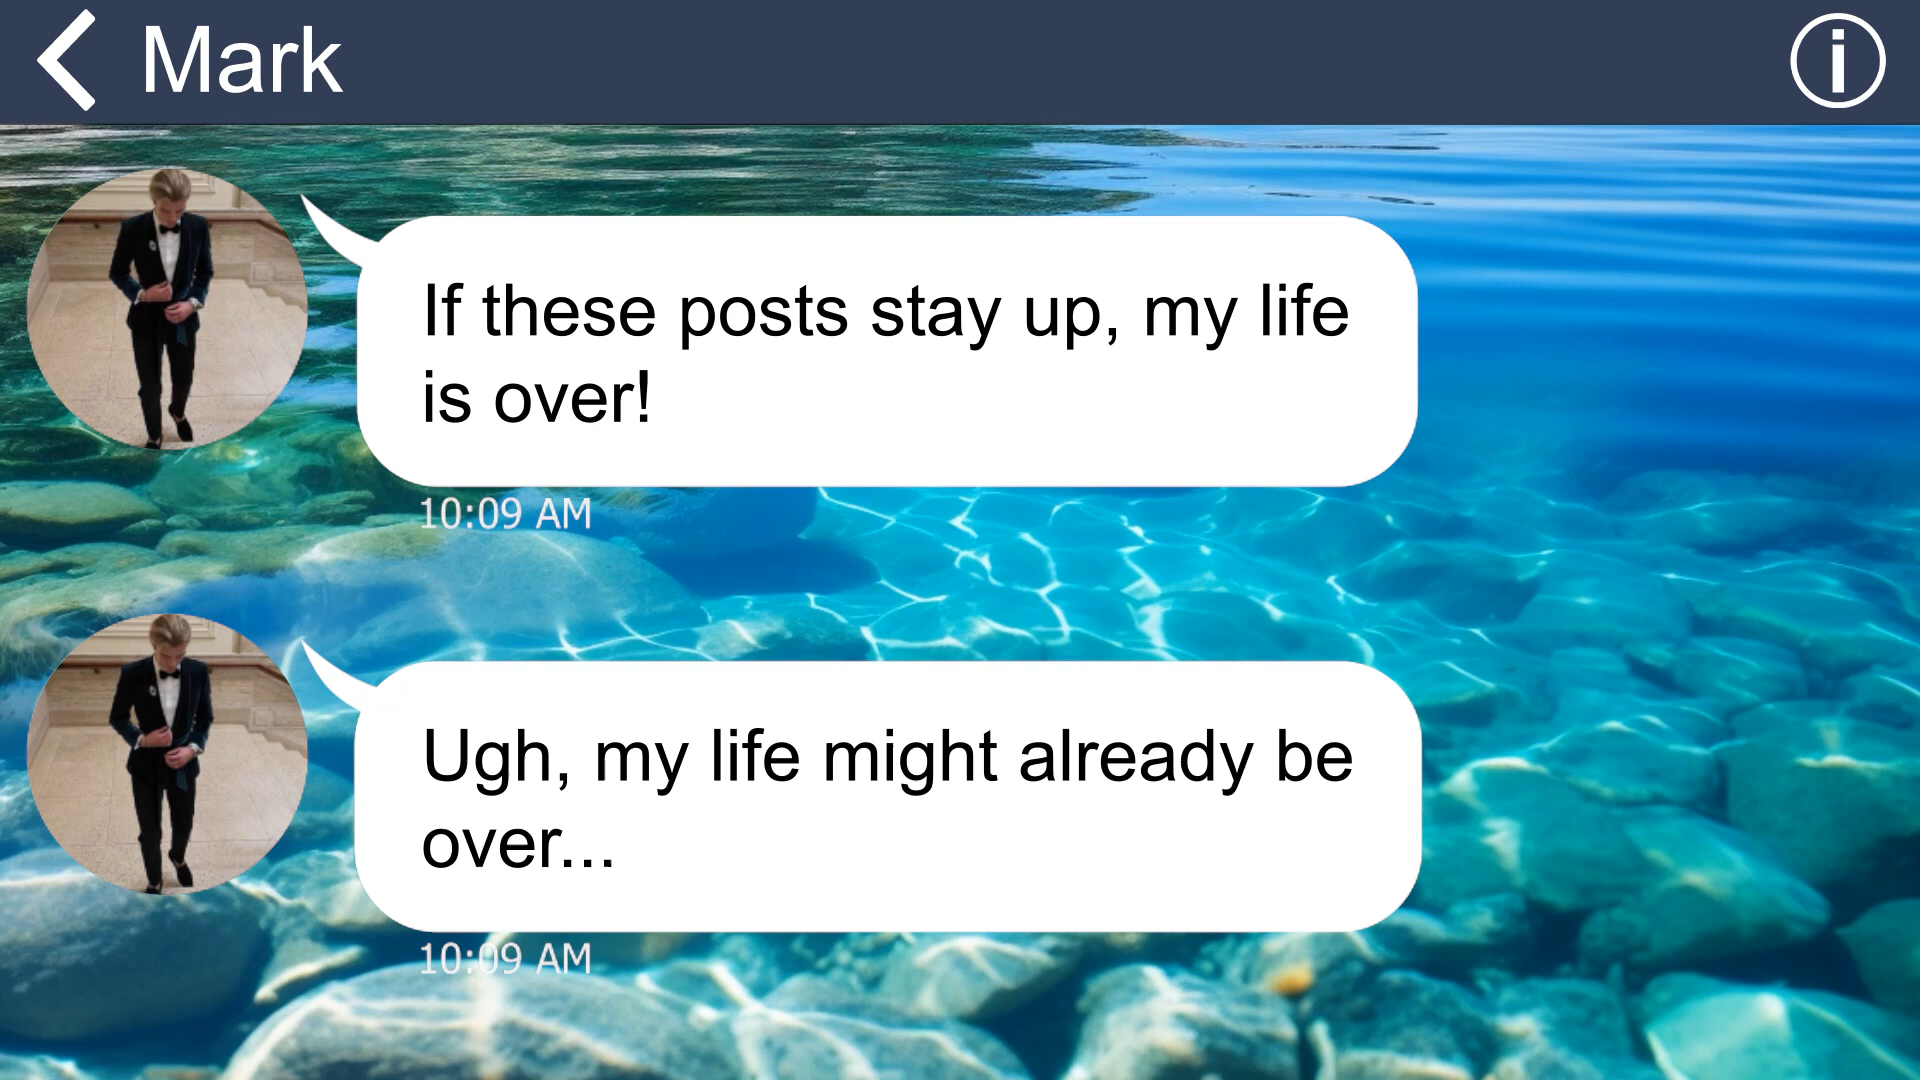 Mark
If these posts stay up, my life
is over!
10:09 AM
Ugh, my life might already be
over...
10:09 AM